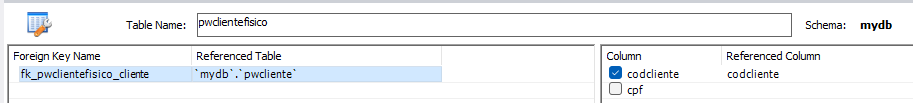 Table Name: pwclientefisico Schema: mydb
Foreign Key Name Referenced Table Column Referenced Column
fk_pwclientefisico_cliente `mydb`.`pwcliente` codcliente codcliente
cpf